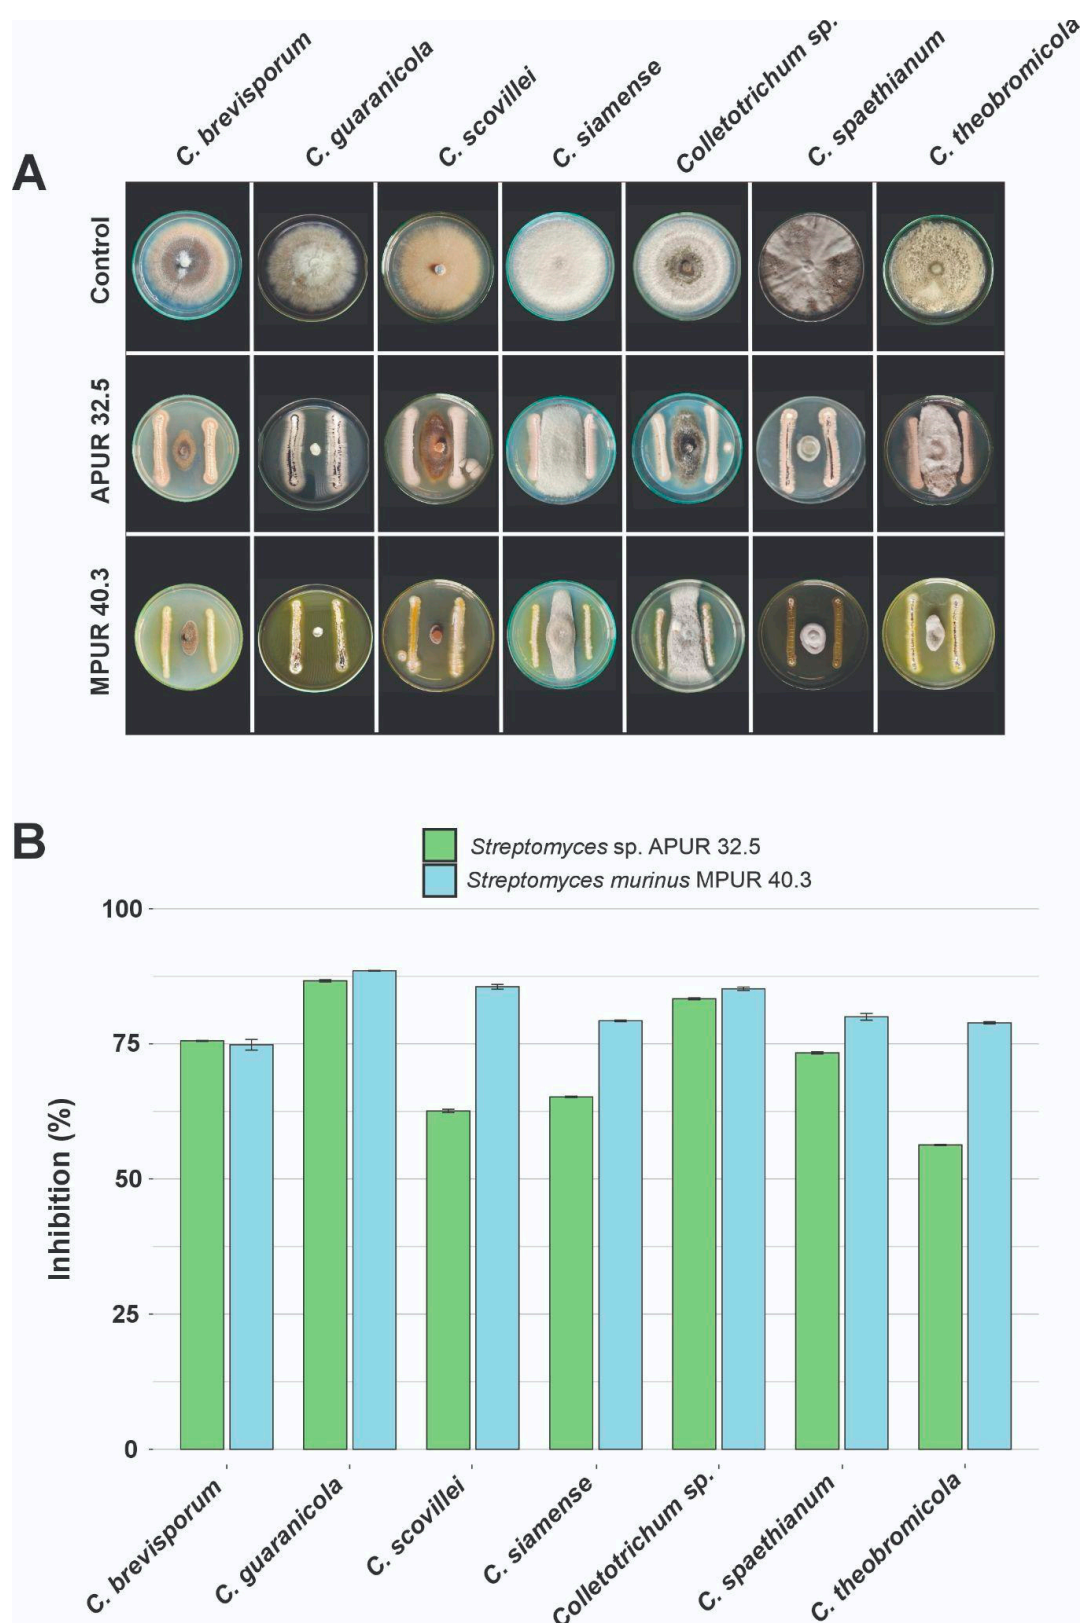 C. brevisporum
C. guaranicola
C. scovillei
C. siamense
Colletotrichum sp.
C. spaethianum
C. theobromicola
A
Control
APUR 32.5
MPUR 40.3
B
Streptomyces sp. APUR 32.5
Streptomyces murinus MPUR 40.3
100
75
50
25
0
Inhibition (%)
C. brevisporum
C. guaranicola
C. scovillei
C. siamense
Colletotrichum sp.
C. spaethianum
C. theobromicola